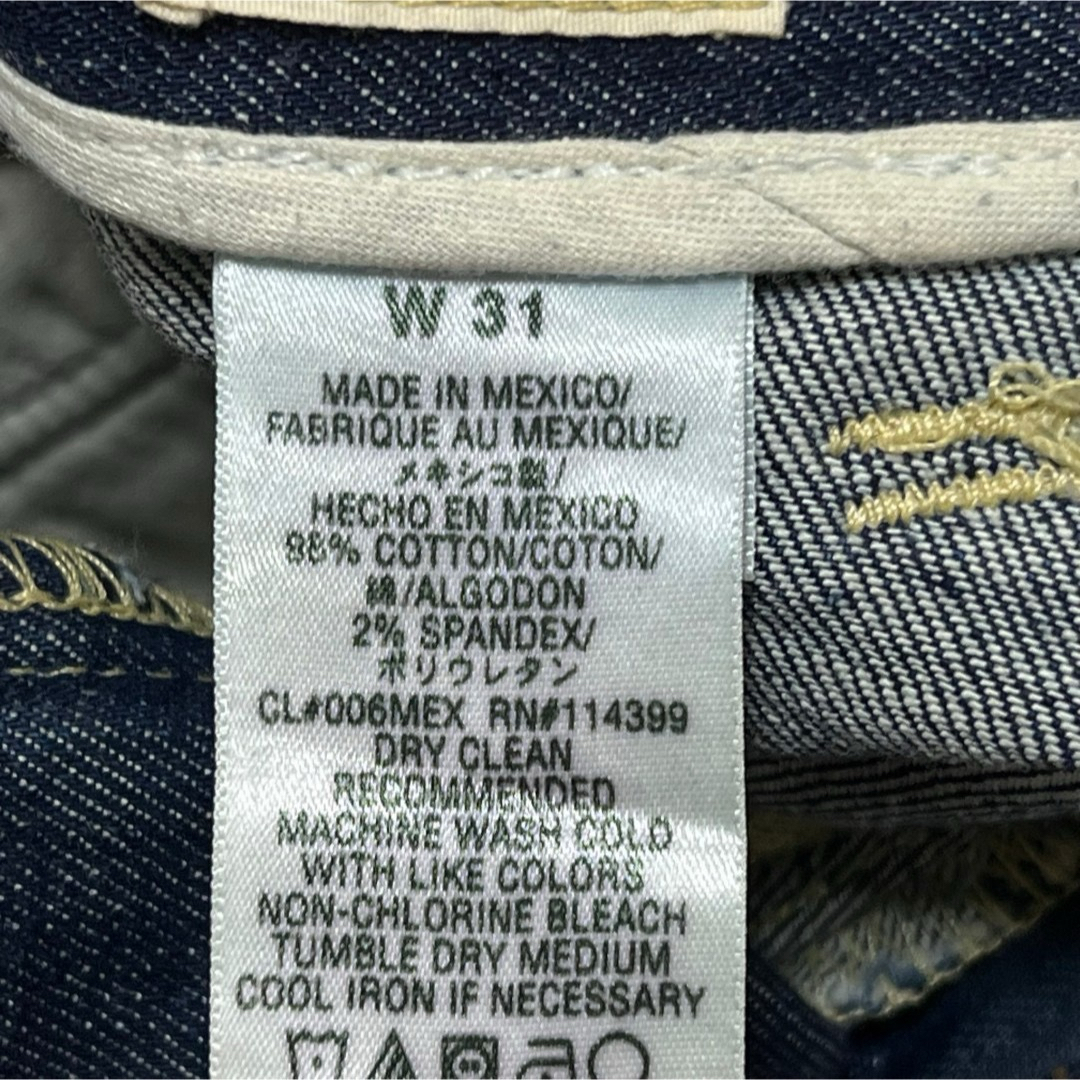 W 31
MADE IN MEXICO/
FABRIQUE AU MEXIQUE/
メキシコ製/
HECHO EN MEXICO
98% COTTON/COTON/
綿/ALGODON
2% SPANDEX/
ポリウレタン
CL#006MEX RN#114399
DRY CLEAN
RECOMMENDED
MACHINE WASH COLD
WITH LIKE COLORS
NON-CHLORINE BLEACH
TUMBLE DRY MEDIUM
COOL IRON IF NECESSARY